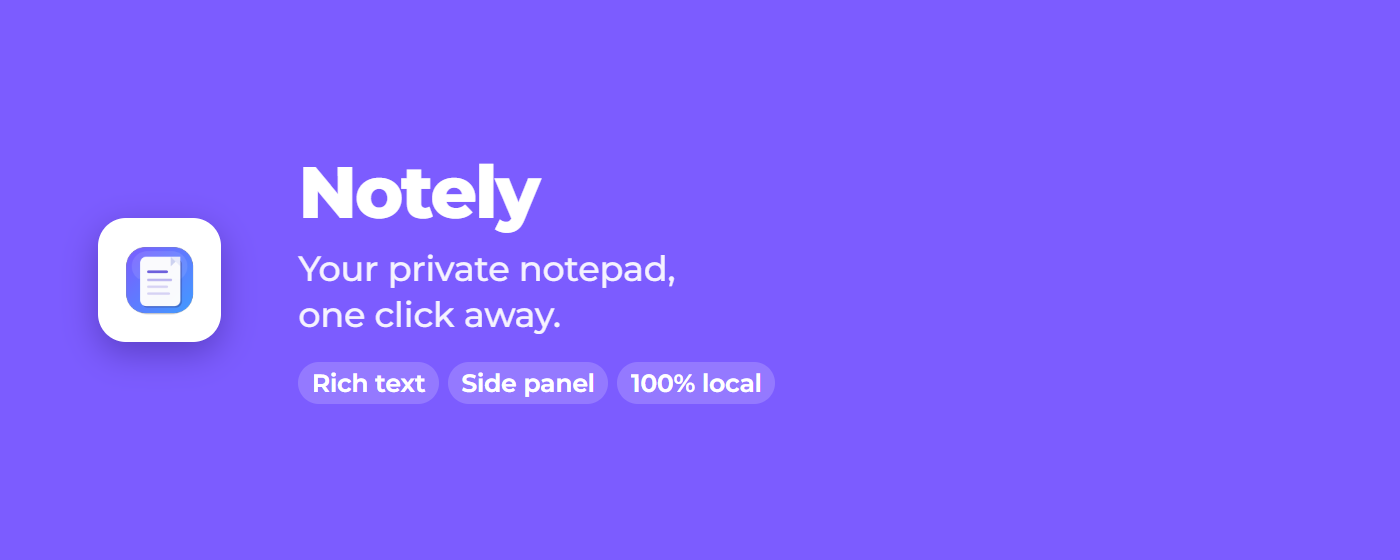 Notely
Your private notepad,
one click away.
Rich text
Side panel
100% local